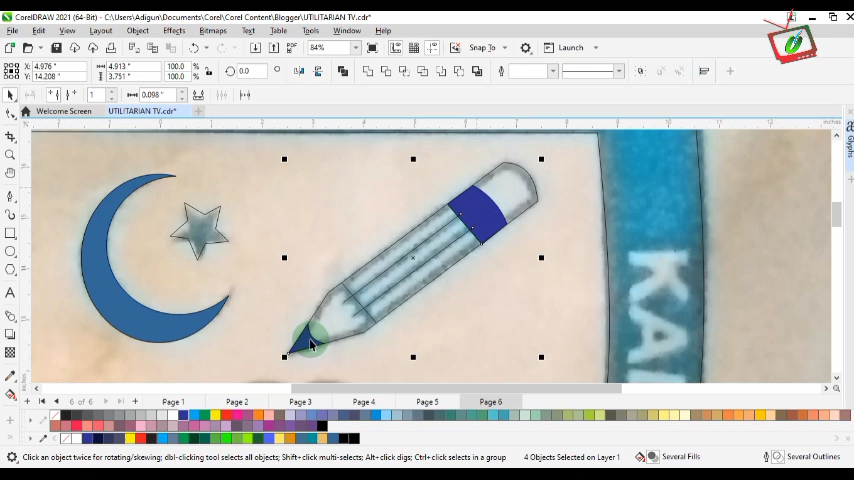 CorelDRAW 2021 (64-Bit) - C:\Users\Adigun\Documents\Corel\Corel Content\Blogger\UTILITARIAN TV.cdr*
File Edit View Layout Object Effects Bitmaps Text Table Tools Window Help
84% PDF Snap To Launch
X: 4.976 " 4.913 " 100.0 %
Y: 14.208 " 3.751 " 100.0 % 0.0 °
1 0.098 "
Welcome Screen UTILITARIAN TV.cdr*
inches
Glyphs
KAD
6 of 6 Page 1 Page 2 Page 3 Page 4 Page 5 Page 6
Click an object twice for rotating/skewing; dbl-clicking tool selects all objects; Shift+click multi-selects; Alt+click digs; Ctrl+click selects in a group 4 Objects Selected on Layer 1 Several Fills Several Outlines